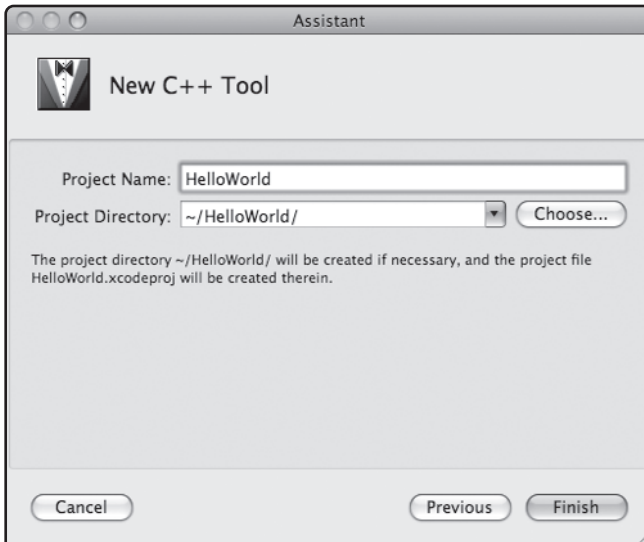 Assistant
New C++ Tool
Project Name: HelloWorld
Project Directory: ~/HelloWorld/ Choose...
The project directory ~/HelloWorld/ will be created if necessary, and the project file
HelloWorld.xcodeproj will be created therein.
Cancel Previous Finish